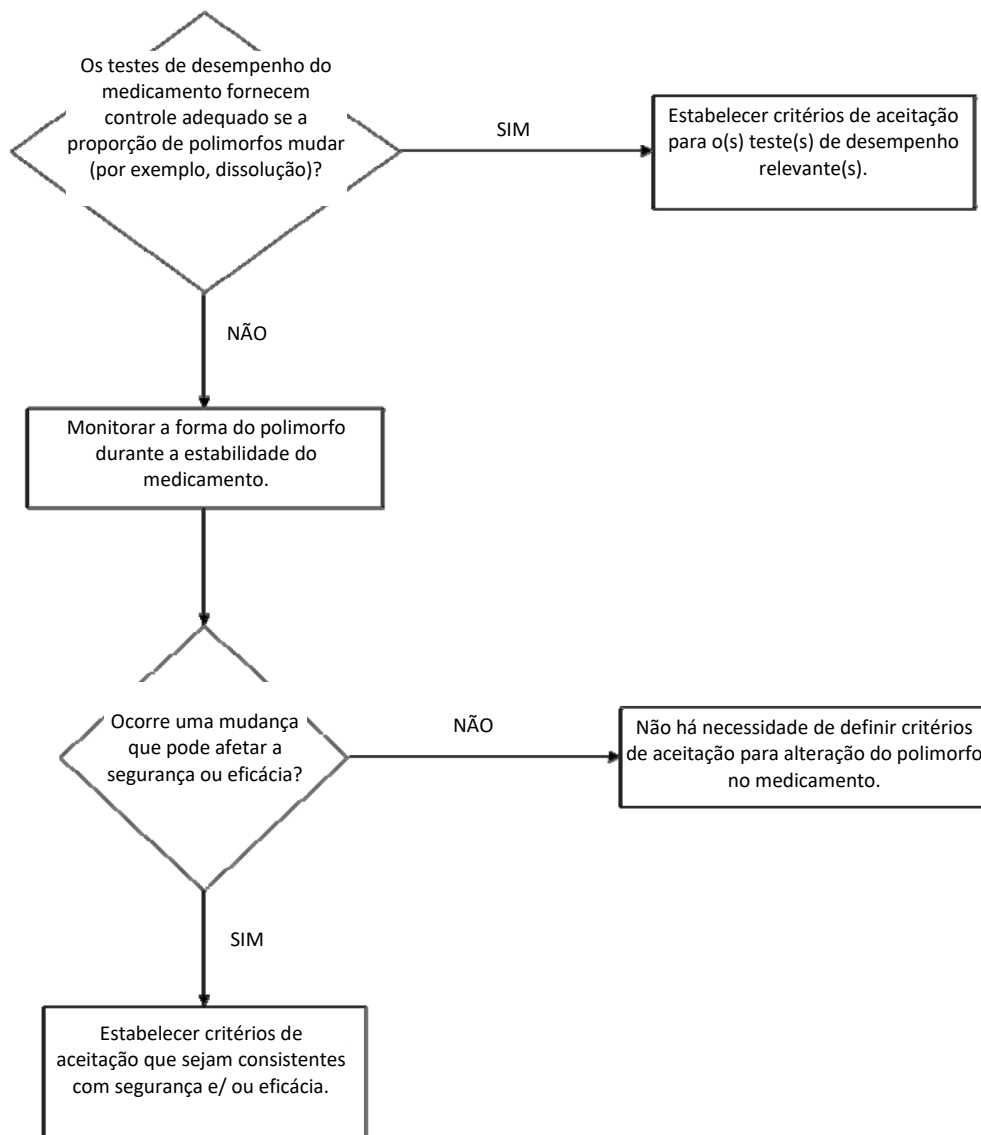 Os testes de desempenho do
medicamento fornecem
controle adequado se a
proporção de polimorfos mudar
(por exemplo, dissolução)?
SIM
Estabelecer critérios de aceitação
para o(s) teste(s) de desempenho
relevante(s).
NÃO
Monitorar a forma do polimorfo
durante a estabilidade do
medicamento.
Ocorre uma mudança
que pode afetar a
segurança ou eficácia?
NÃO
Não há necessidade de definir critérios
de aceitação para alteração do polimorfo
no medicamento.
SIM
Estabelecer critérios de
aceitação que sejam consistentes
com segurança e/ ou eficácia.